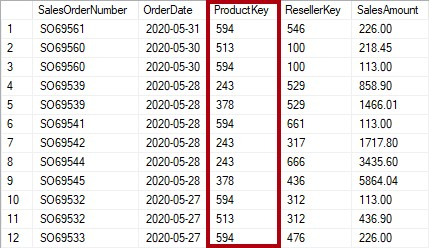 SalesOrderNumber OrderDate ProductKey ResellerKey SalesAmount
1 SO69561 2020-05-31 594 546 226.00
2 SO69560 2020-05-30 513 100 218.45
3 SO69560 2020-05-30 594 100 113.00
4 SO69539 2020-05-28 243 529 858.90
5 SO69539 2020-05-28 378 529 1466.01
6 SO69541 2020-05-28 594 661 113.00
7 SO69542 2020-05-28 243 317 1717.80
8 SO69544 2020-05-28 243 666 3435.60
9 SO69545 2020-05-28 378 436 5864.04
10 SO69532 2020-05-27 594 312 113.00
11 SO69532 2020-05-27 513 312 436.90
12 SO69533 2020-05-27 594 476 226.00